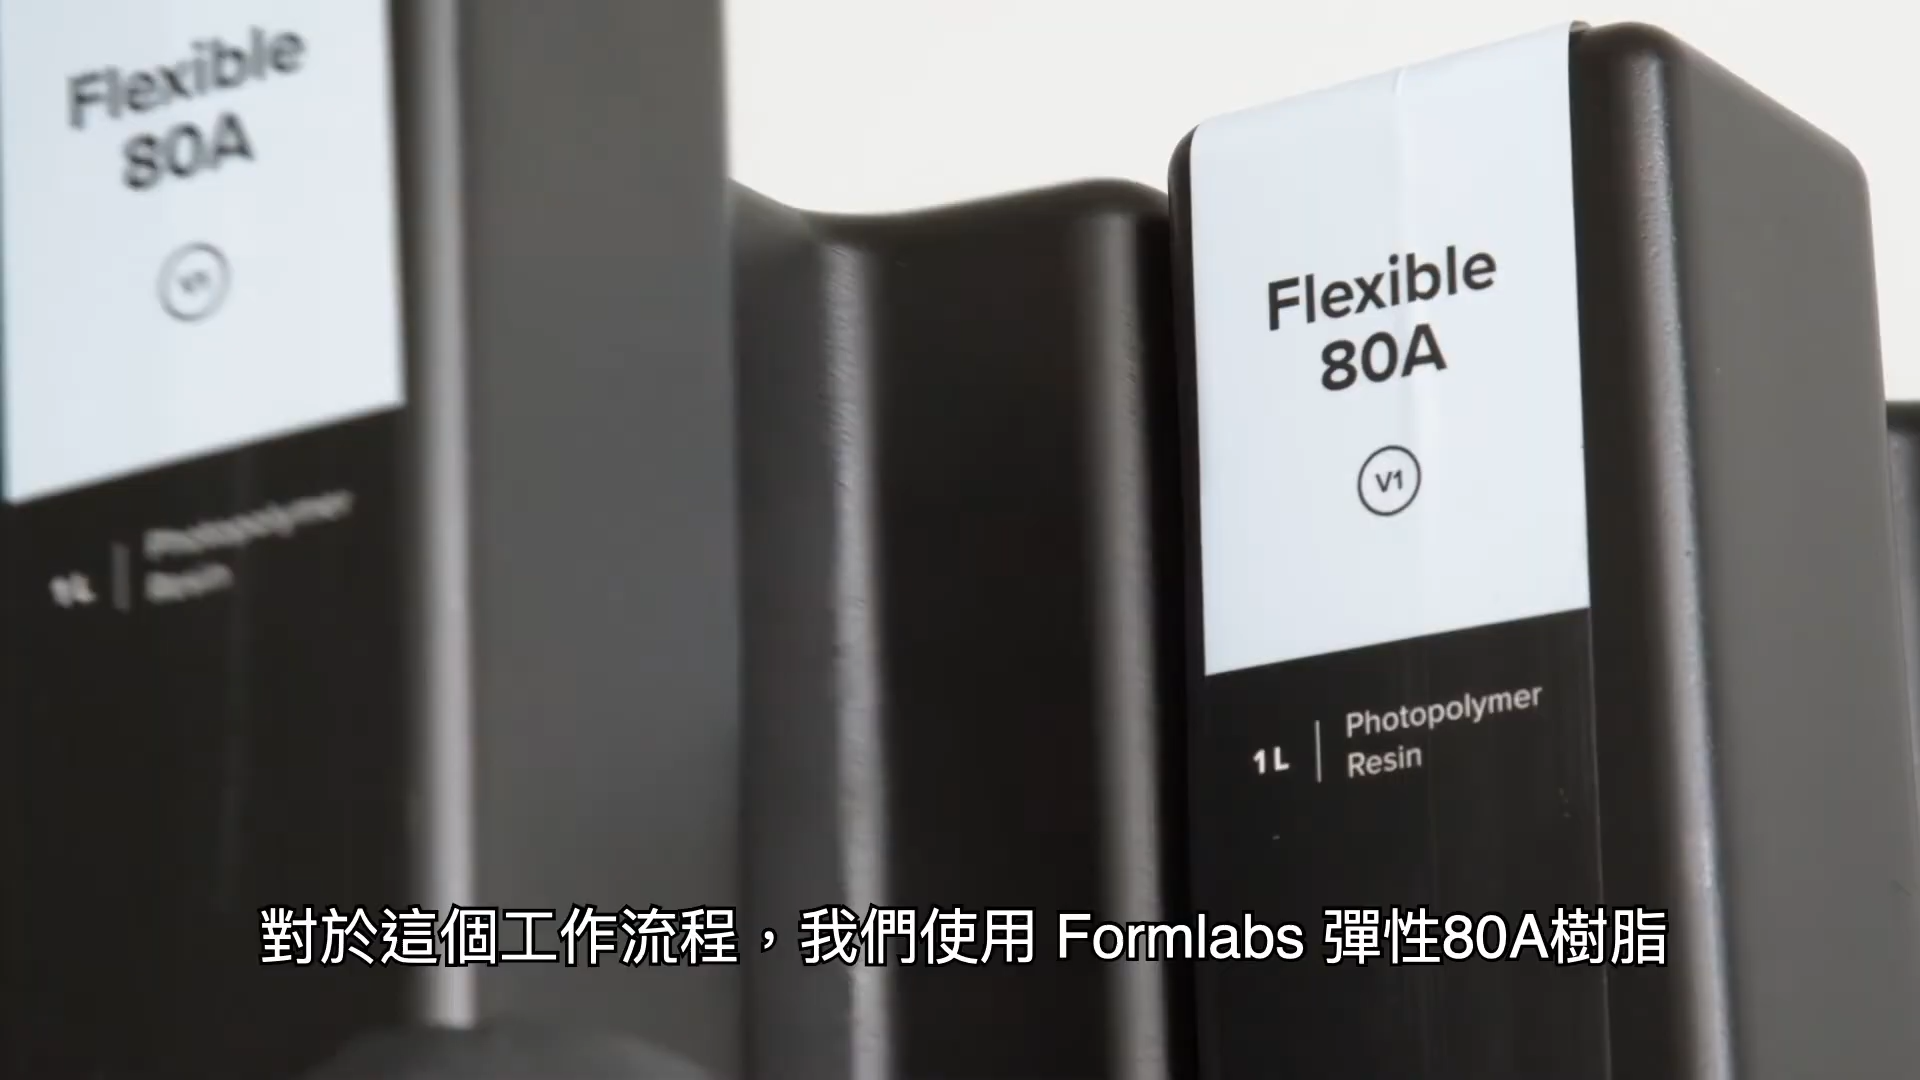 Flexible
80A
V1
1L
Photopolymer
Resin
Flexible
80A
V1
1L
Photopolymer
Resin
對於這個工作流程，我們使用 Formlabs 彈性80A樹脂